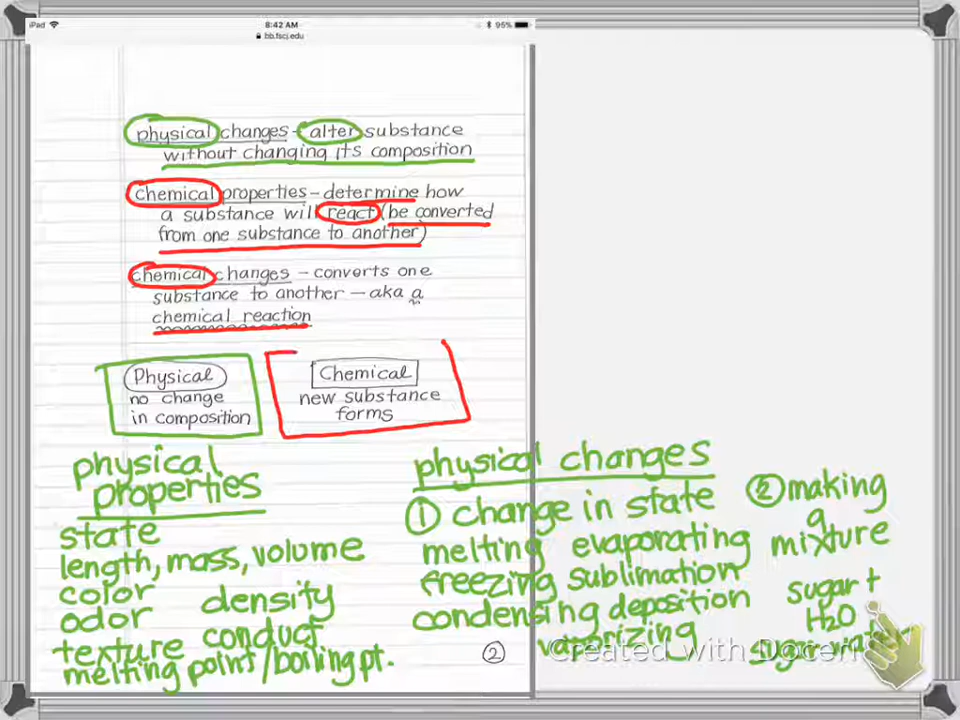 iPad
8:42 AM
95%
bb.fscj.edu
physical changes - alter substance
without changing its composition
chemical properties - determine how
a substance will react (be converted
from one substance to another)
chemical changes - converts one
substance to another - aka a
chemical reaction
Physical
no change
in composition
Chemical
new substance
forms
physical
properties
state
length, mass, volume
color
odor density
texture conduct
melting point/boiling pt.
physical changes
① change in state
melting evaporating
freezing sublimation
condensing deposition
vaporizing
② making
a
mixture
sugar +
H2O
②
Created with Doceri